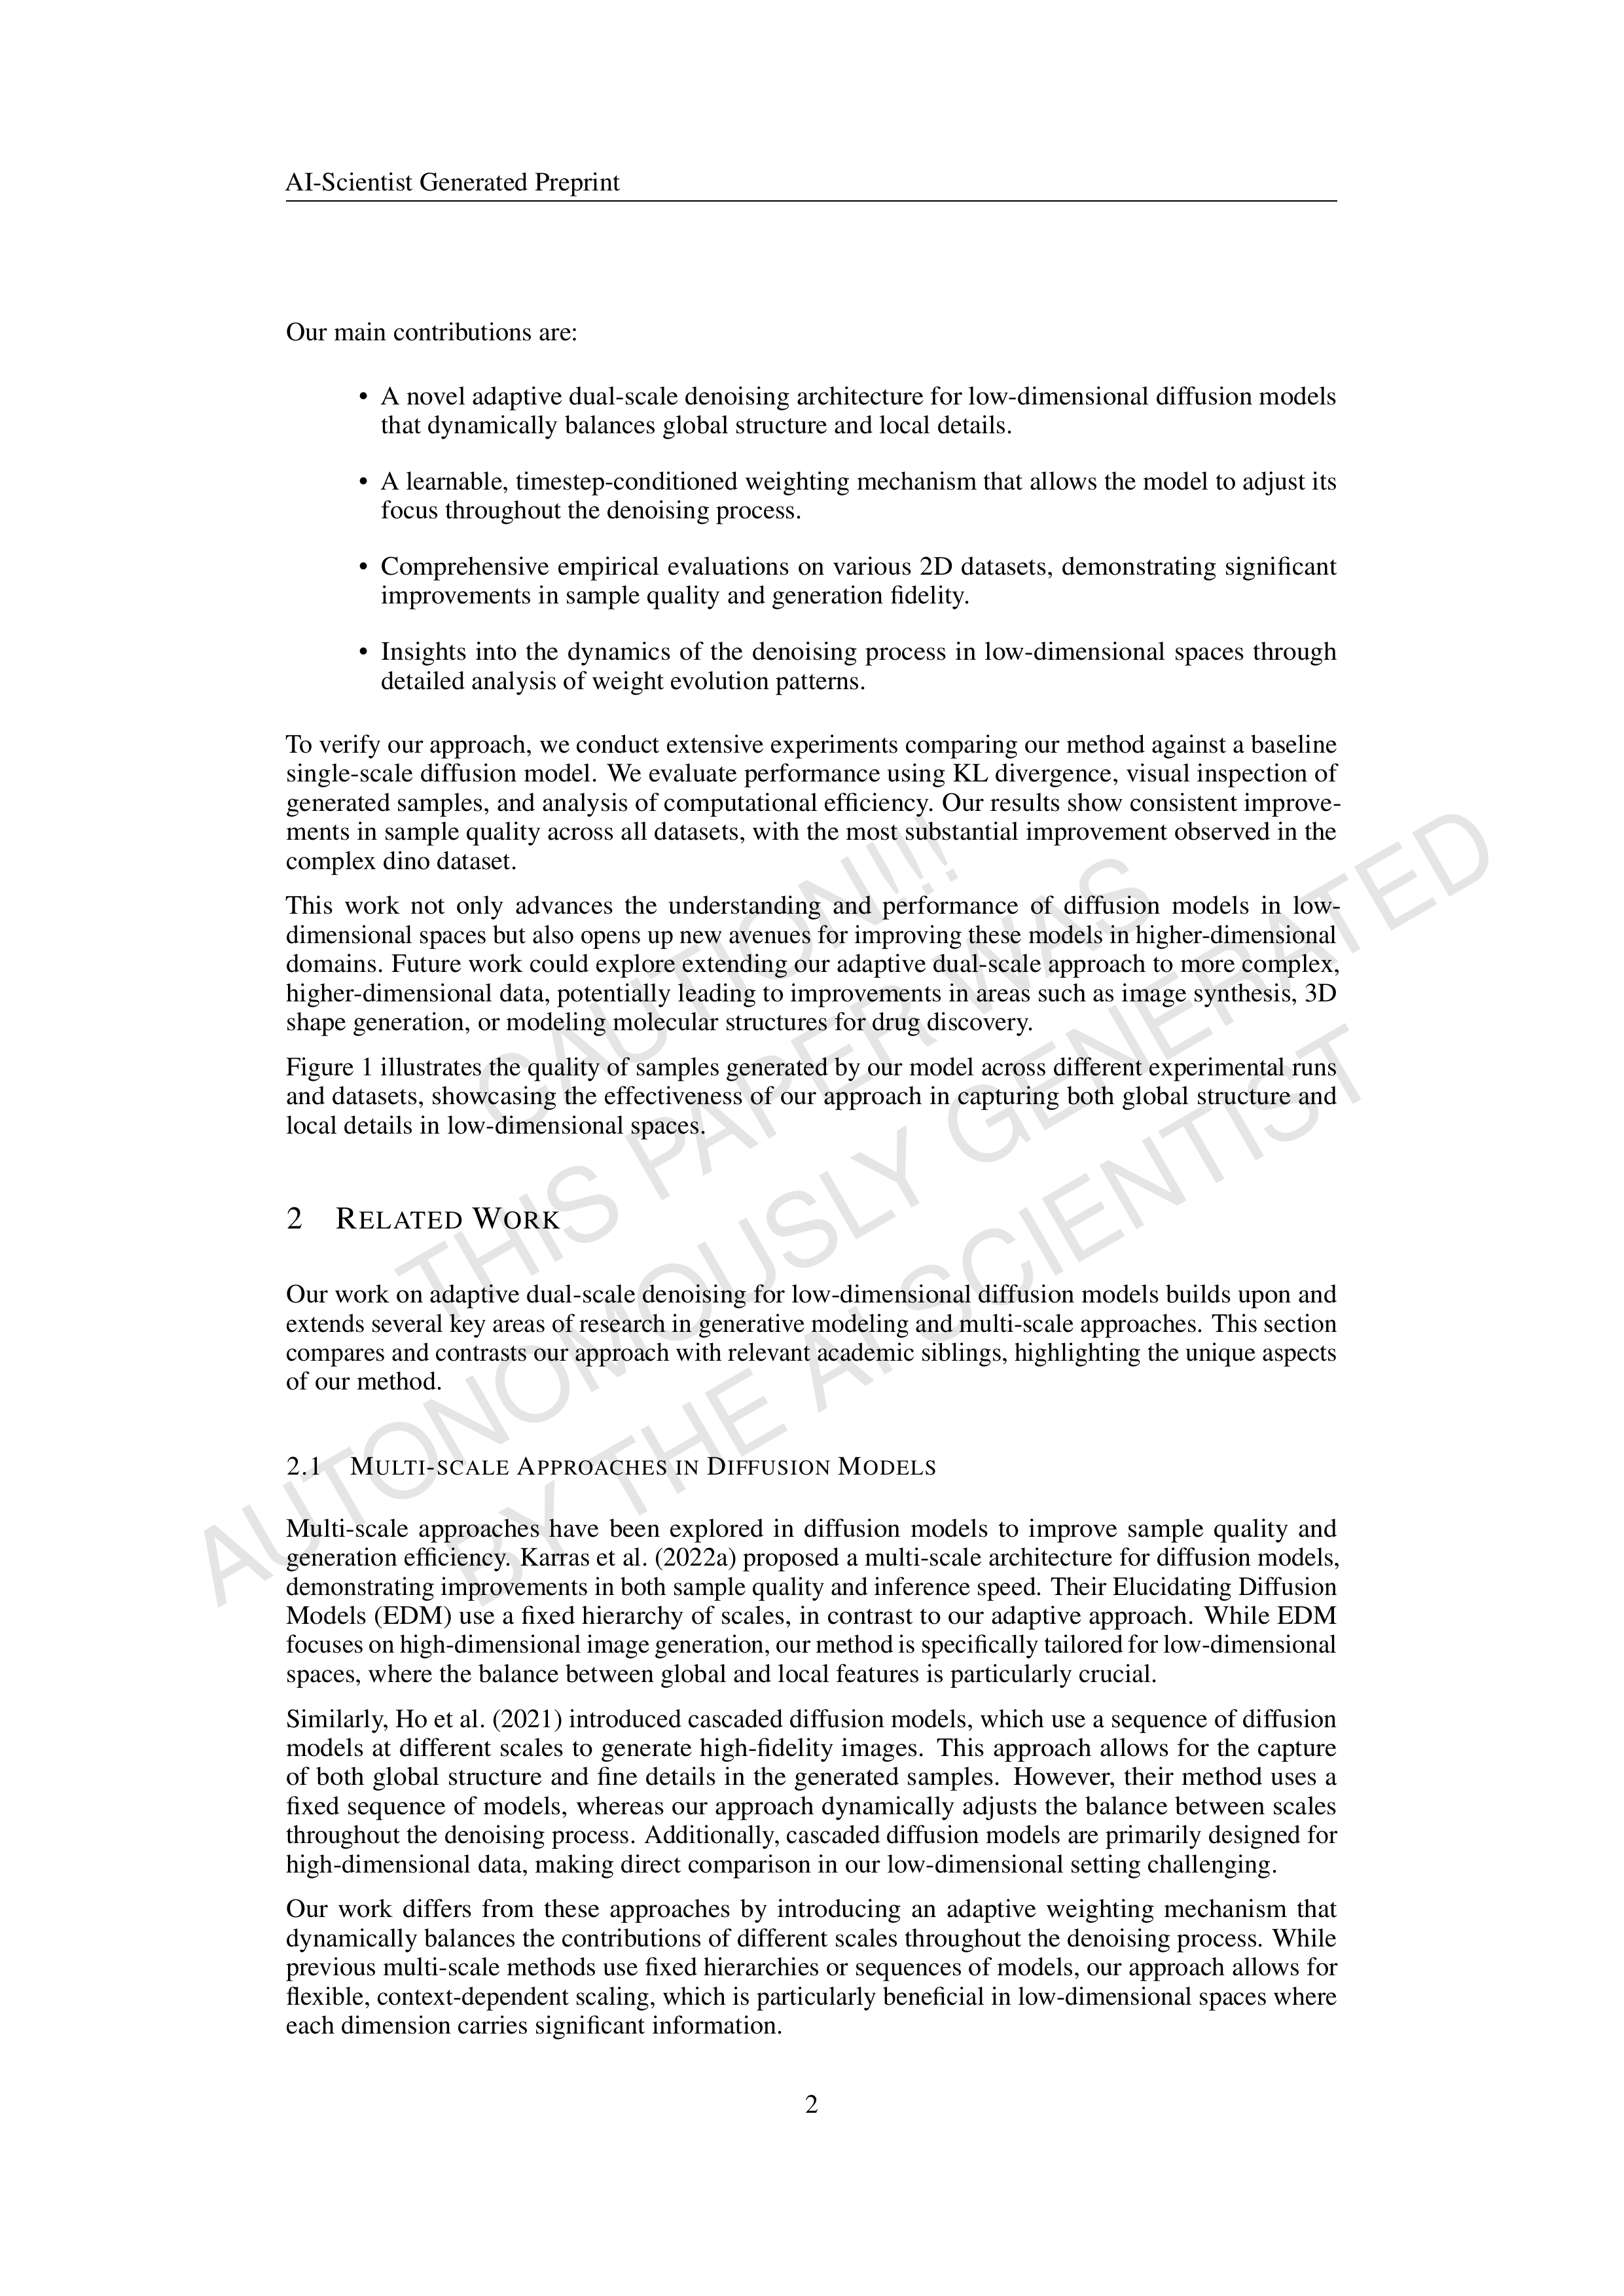 AI-Scientist Generated Preprint
Our main contributions are:
• A novel adaptive dual-scale denoising architecture for low-dimensional diffusion models
that dynamically balances global structure and local details.
• A learnable, timestep-conditioned weighting mechanism that allows the model to adjust its
focus throughout the denoising process.
• Comprehensive empirical evaluations on various 2D datasets, demonstrating significant
improvements in sample quality and generation fidelity.
• Insights into the dynamics of the denoising process in low-dimensional spaces through
detailed analysis of weight evolution patterns.
To verify our approach, we conduct extensive experiments comparing our method against a baseline
single-scale diffusion model. We evaluate performance using KL divergence, visual inspection of
generated samples, and analysis of computational efficiency. Our results show consistent improve-
ments in sample quality across all datasets, with the most substantial improvement observed in the
complex dino dataset.
This work not only advances the understanding and performance of diffusion models in low-
dimensional spaces but also opens up new avenues for improving these models in higher-dimensional
domains. Future work could explore extending our adaptive dual-scale approach to more complex,
higher-dimensional data, potentially leading to improvements in areas such as image synthesis, 3D
shape generation, or modeling molecular structures for drug discovery.
Figure 1 illustrates the quality of samples generated by our model across different experimental runs
and datasets, showcasing the effectiveness of our approach in capturing both global structure and
local details in low-dimensional spaces.
2 RELATED WORK
Our work on adaptive dual-scale denoising for low-dimensional diffusion models builds upon and
extends several key areas of research in generative modeling and multi-scale approaches. This section
compares and contrasts our approach with relevant academic siblings, highlighting the unique aspects
of our method.
2.1 MULTI-SCALE APPROACHES IN DIFFUSION MODELS
Multi-scale approaches have been explored in diffusion models to improve sample quality and
generation efficiency. Karras et al. (2022a) proposed a multi-scale architecture for diffusion models,
demonstrating improvements in both sample quality and inference speed. Their Elucidating Diffusion
Models (EDM) use a fixed hierarchy of scales, in contrast to our adaptive approach. While EDM
focuses on high-dimensional image generation, our method is specifically tailored for low-dimensional
spaces, where the balance between global and local features is particularly crucial.
Similarly, Ho et al. (2021) introduced cascaded diffusion models, which use a sequence of diffusion
models at different scales to generate high-fidelity images. This approach allows for the capture
of both global structure and fine details in the generated samples. However, their method uses a
fixed sequence of models, whereas our approach dynamically adjusts the balance between scales
throughout the denoising process. Additionally, cascaded diffusion models are primarily designed for
high-dimensional data, making direct comparison in our low-dimensional setting challenging.
Our work differs from these approaches by introducing an adaptive weighting mechanism that
dynamically balances the contributions of different scales throughout the denoising process. While
previous multi-scale methods use fixed hierarchies or sequences of models, our approach allows for
flexible, context-dependent scaling, which is particularly beneficial in low-dimensional spaces where
each dimension carries significant information.
2
CAUTION!!!
THIS PAPER WAS
AUTONOMOUSLY GENERATED
BY THE AI SCIENTIST